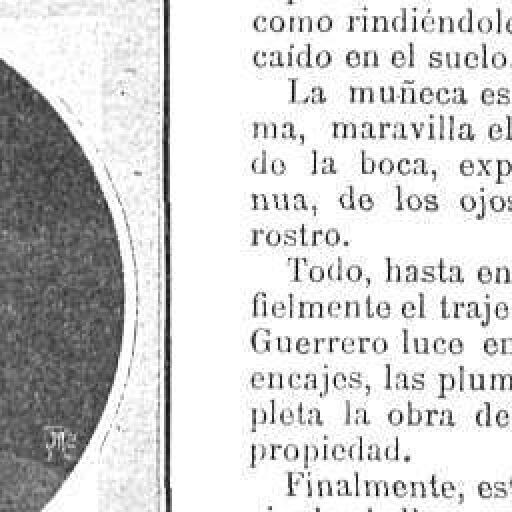 como rindiéndole
caído en el suelo.
La muñeca es
ma, maravilla el
de la boca, exp
nua, de los ojos
rostro.
Todo, hasta en
fielmente el traje
Guerrero luce en
encajes, las plum
pleta la obra de
propiedad.
Finalmente, est